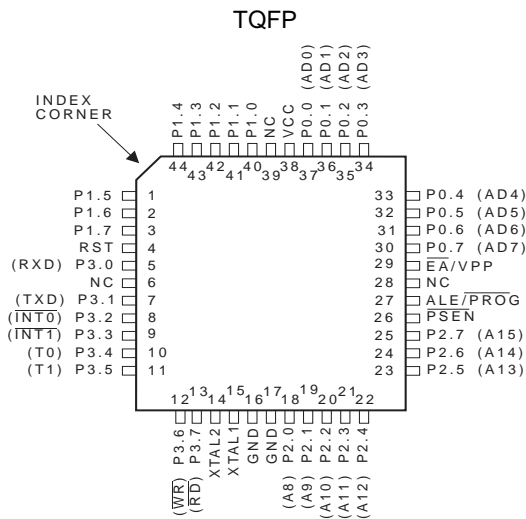 TQFP
INDEX
CORNER
P1.4
P1.3
P1.2
P1.1
P1.0
NC
VCC
P0.0 (AD0)
P0.1 (AD1)
P0.2 (AD2)
P0.3 (AD3)
44
43
42
41
40
39
38
37
36
35
34
P1.5 1
P1.6 2
P1.7 3
RST 4
(RXD) P3.0 5
NC 6
(TXD) P3.1 7
(INT0) P3.2 8
(INT1) P3.3 9
(T0) P3.4 10
(T1) P3.5 11
33 P0.4 (AD4)
32 P0.5 (AD5)
31 P0.6 (AD6)
30 P0.7 (AD7)
29 EA/VPP
28 NC
27 ALE/PROG
26 PSEN
25 P2.7 (A15)
24 P2.6 (A14)
23 P2.5 (A13)
12
13
14
15
16
17
18
19
20
21
22
(WR) P3.6
(RD) P3.7
XTAL2
XTAL1
GND
GND
(A8) P2.0
(A9) P2.1
(A10) P2.2
(A11) P2.3
(A12) P2.4